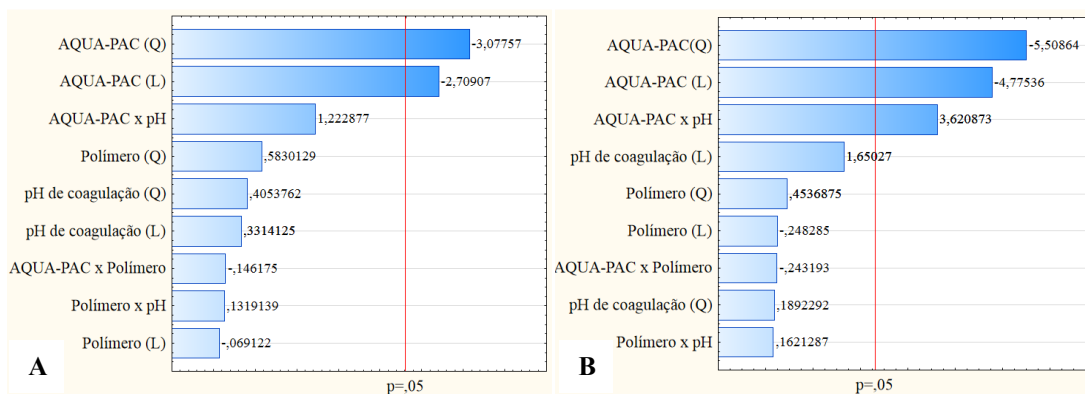 AQUA-PAC (Q)
-3,07757
AQUA-PAC (L)
-2,70907
AQUA-PAC x pH
1,222877
Polímero (Q)
,5830129
pH de coagulação (Q)
,4053762
pH de coagulação (L)
,3314125
AQUA-PAC x Polímero
-,146175
Polímero x pH
,1319139
Polímero (L)
-,069122
p=,05
A
AQUA-PAC(Q)
-5,50864
AQUA-PAC (L)
-4,77536
AQUA-PAC x pH
3,620873
pH de coagulação (L)
1,65027
Polímero (Q)
,4536875
Polímero (L)
-,248285
AQUA-PAC x Polímero
-,243193
pH de coagulação (Q)
,1892292
Polímero x pH
,1621287
p=,05
B